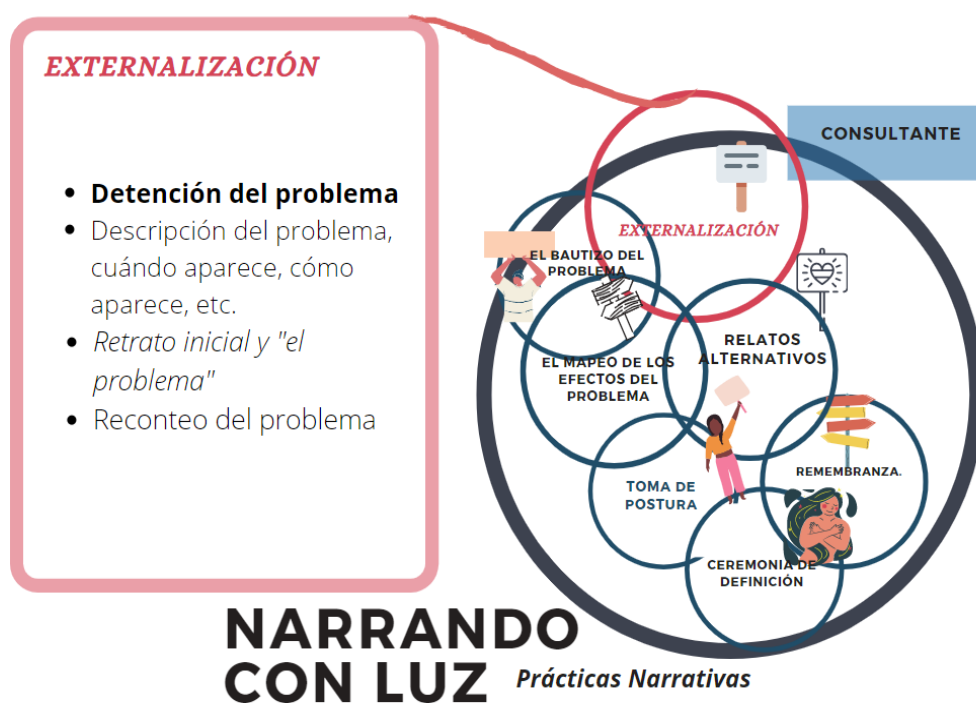 EXTERNALIZACIÓN
Detención del problema
Descripción del problema,
cuándo aparece, cómo
aparece, etc.
Retrato inicial y "el
problema"
Reconteo del problema
CONSULTANTE
EXTERNALIZACIÓN
EL BAUTIZO DEL
PROBLEMA
RELATOS
ALTERNATIVOS
EL MAPEO DE LOS
EFECTOS DEL
PROBLEMA
REMEMBRANZA.
TOMA DE
POSTURA
CEREMONIA DE
DEFINICIÓN
NARRANDO
CON LUZ
Prácticas Narrativas